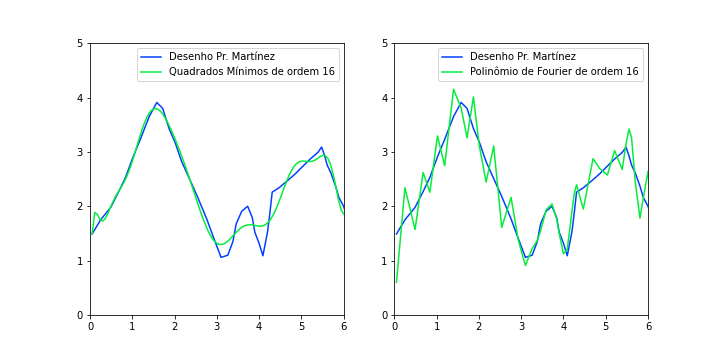 Desenho Pr. Martínez
Quadrados Mínimos de ordem 16
5
4
3
2
1
0
0 1 2 3 4 5 6
Desenho Pr. Martínez
Polinômio de Fourier de ordem 16
5
4
3
2
1
0
0 1 2 3 4 5 6